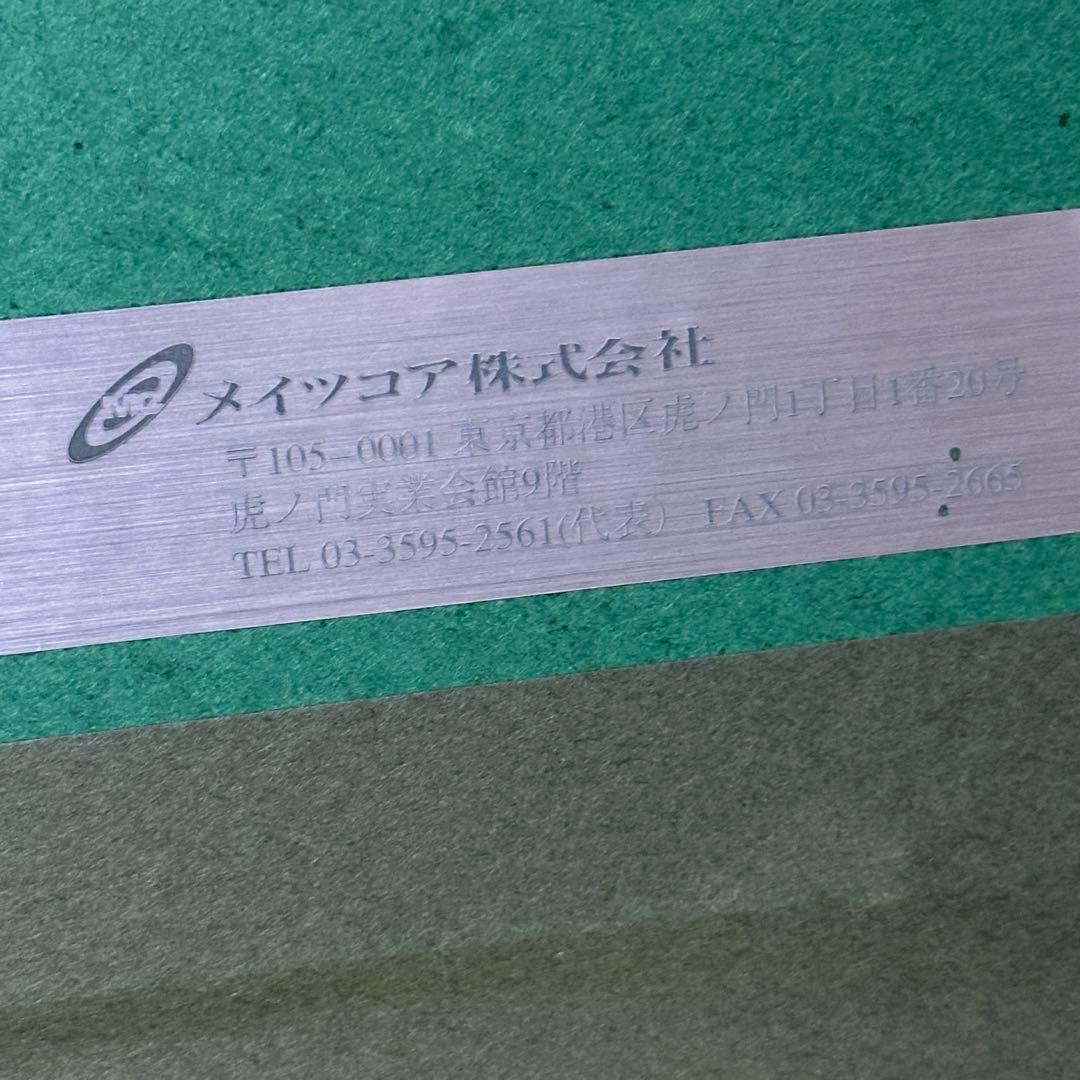 メイツコア株式会社
〒105-0001 東京都港区虎ノ門1丁目1番20号
虎ノ門実業会館9階
TEL 03-3595-2561(代表) FAX 03-3595-2665